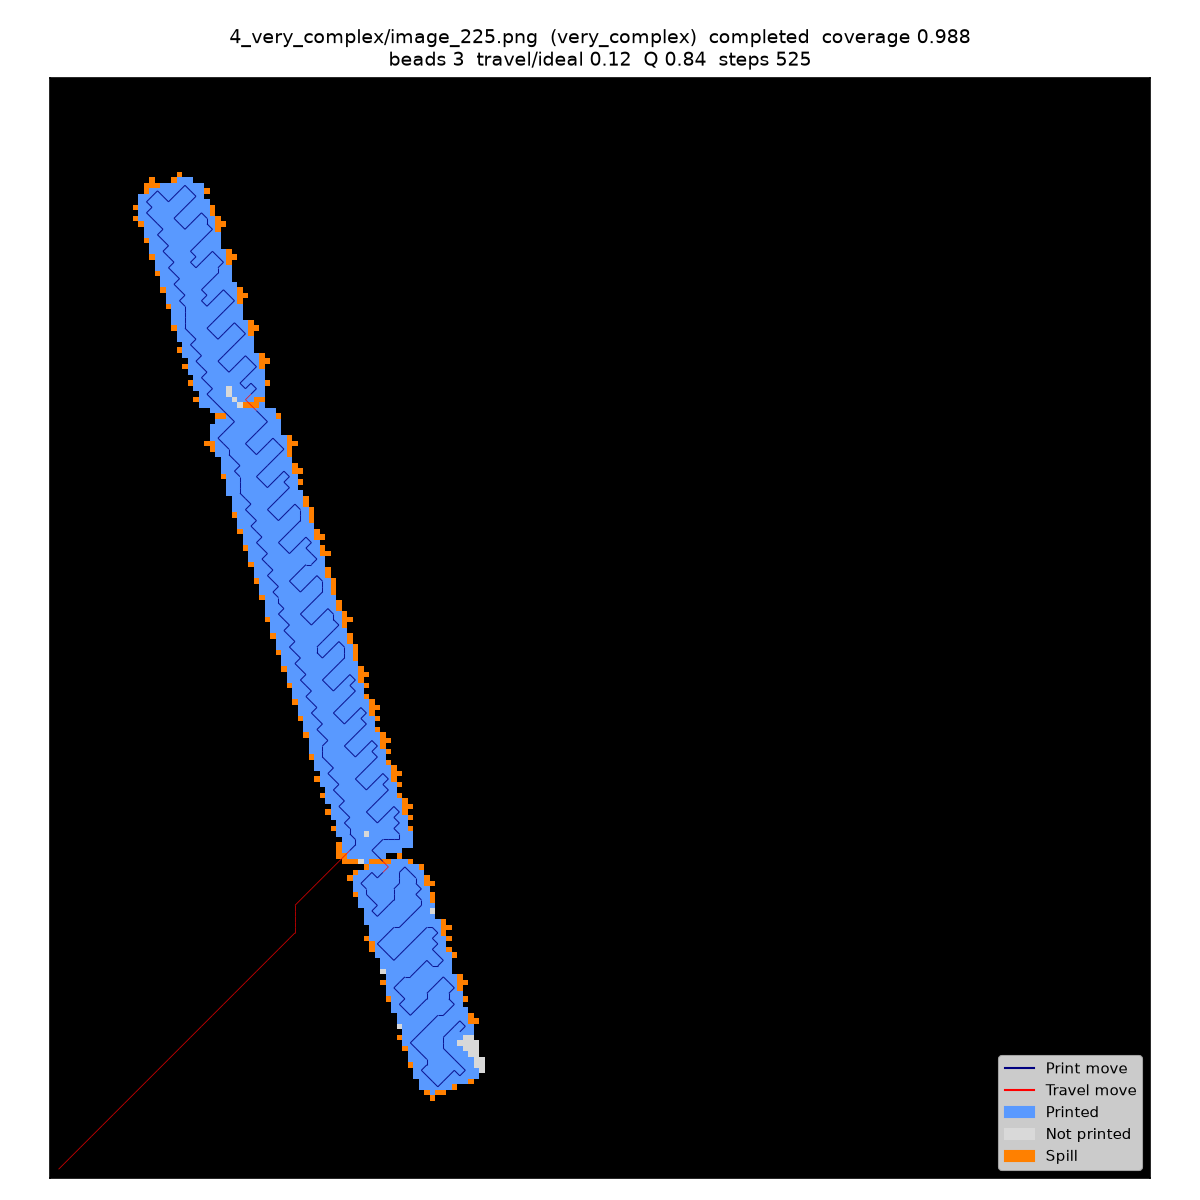 4_very_complex/image_225.png  (very_complex)  completed  coverage 0.988
beads 3  travel/ideal 0.12  Q 0.84  steps 525
Print move
Travel move
Printed
Not printed
Spill